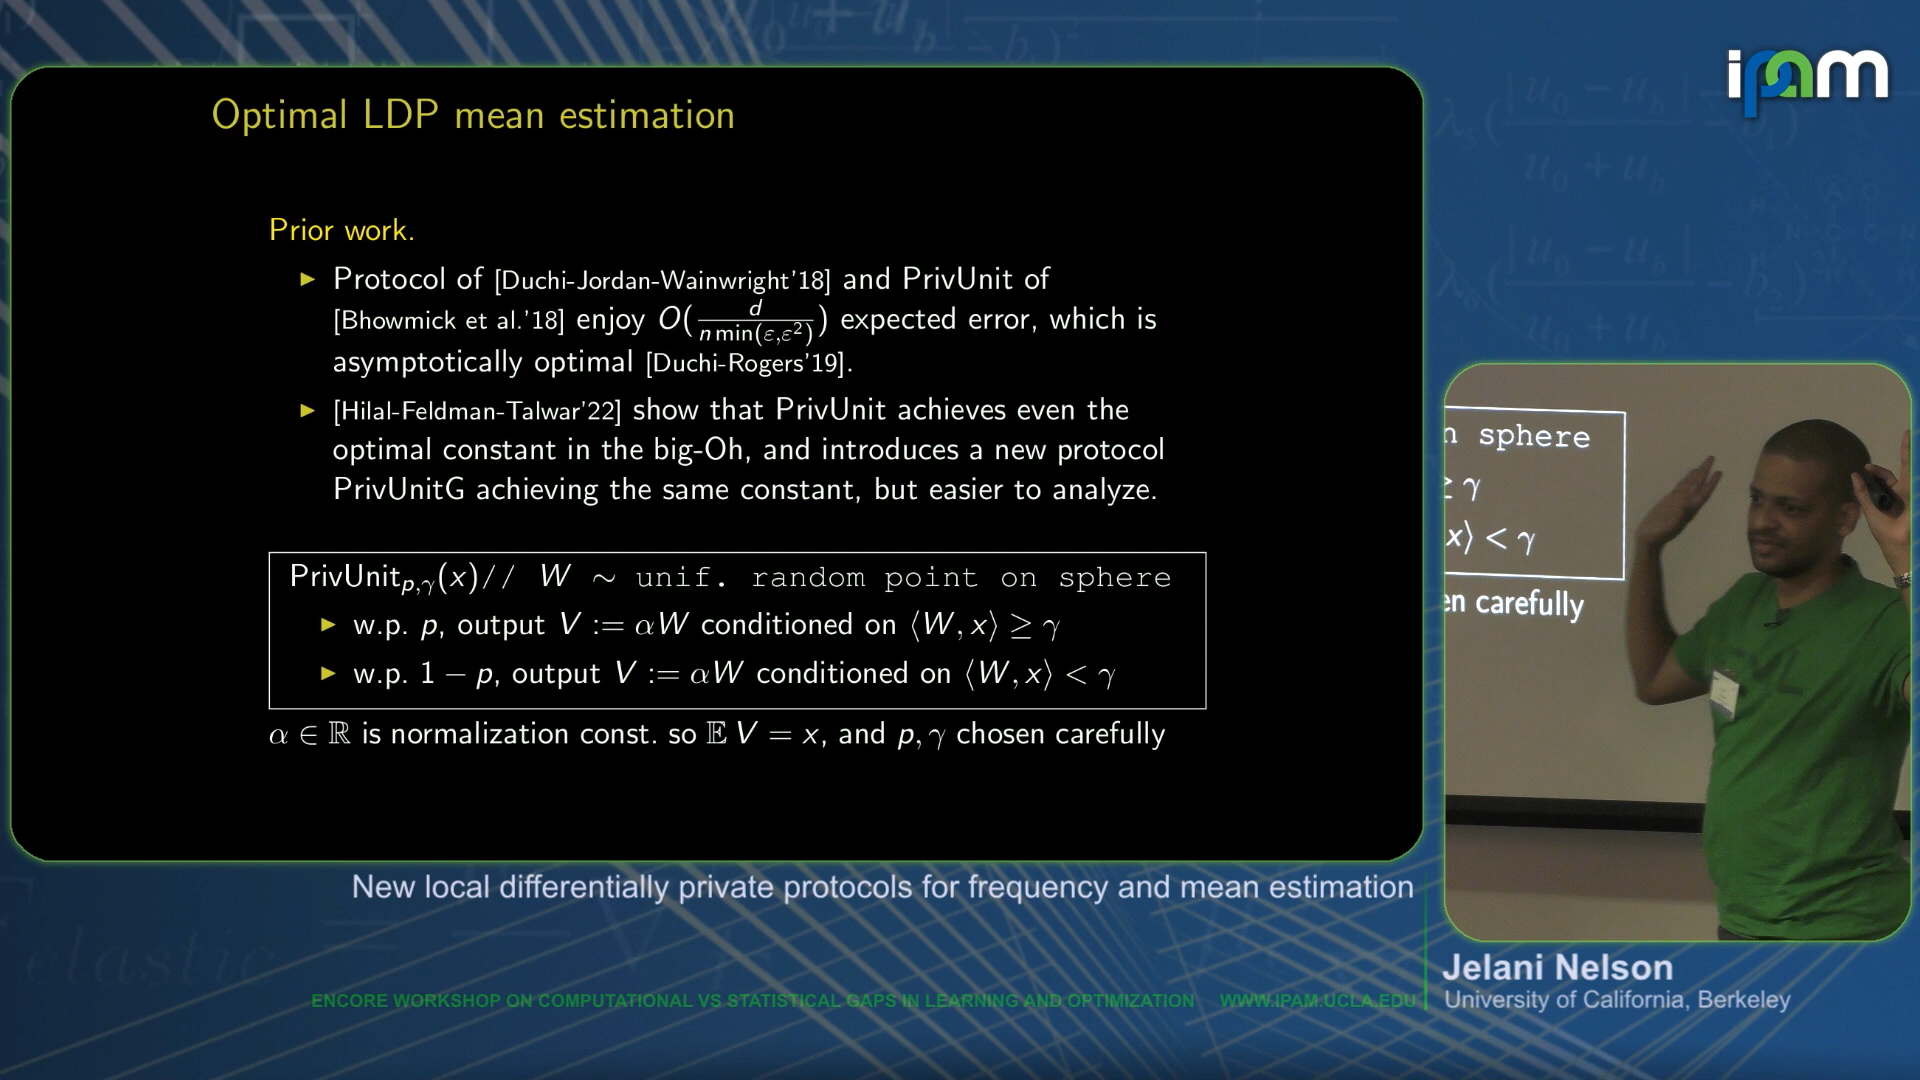 ipam
Optimal LDP mean estimation
Prior work.
▶ Protocol of [Duchi-Jordan-Wainwright'18] and PrivUnit of
[Bhowmick et al.'18] enjoy O(d / n min(ε,ε²)) expected error, which is
asymptotically optimal [Duchi-Rogers'19].
▶ [Hilal-Feldman-Talwar'22] show that PrivUnit achieves even the
optimal constant in the big-Oh, and introduces a new protocol
PrivUnitG achieving the same constant, but easier to analyze.
PrivUnit_{p,γ}(x)// W ∼ unif. random point on sphere
▶ w.p. p, output V := αW conditioned on ⟨W, x⟩ ≥ γ
▶ w.p. 1 − p, output V := αW conditioned on ⟨W, x⟩ < γ
α ∈ ℝ is normalization const. so 𝔼 V = x, and p, γ chosen carefully
n sphere
≥ γ
x⟩ < γ
en carefully
New local differentially private protocols for frequency and mean estimation
Jelani Nelson
University of California, Berkeley
ENCORE WORKSHOP ON COMPUTATIONAL VS STATISTICAL GAPS IN LEARNING AND OPTIMIZATION WWW.IPAM.UCLA.EDU
elastic